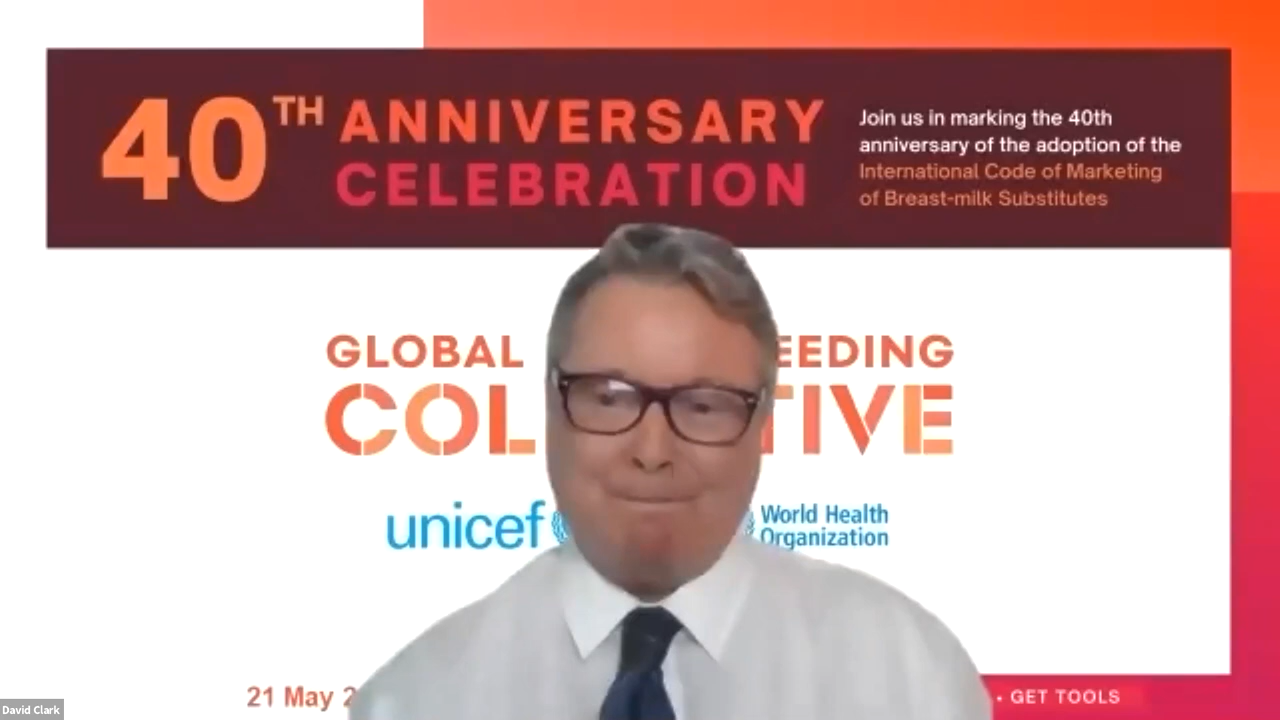 40TH ANNIVERSARY
CELEBRATION
Join us in marking the 40th
anniversary of the adoption of the
International Code of Marketing
of Breast-milk Substitutes
GLOBAL EEDING
COL TIVE
unicef
World Health
Organization
21 May 2
• GET TOOLS
David Clark